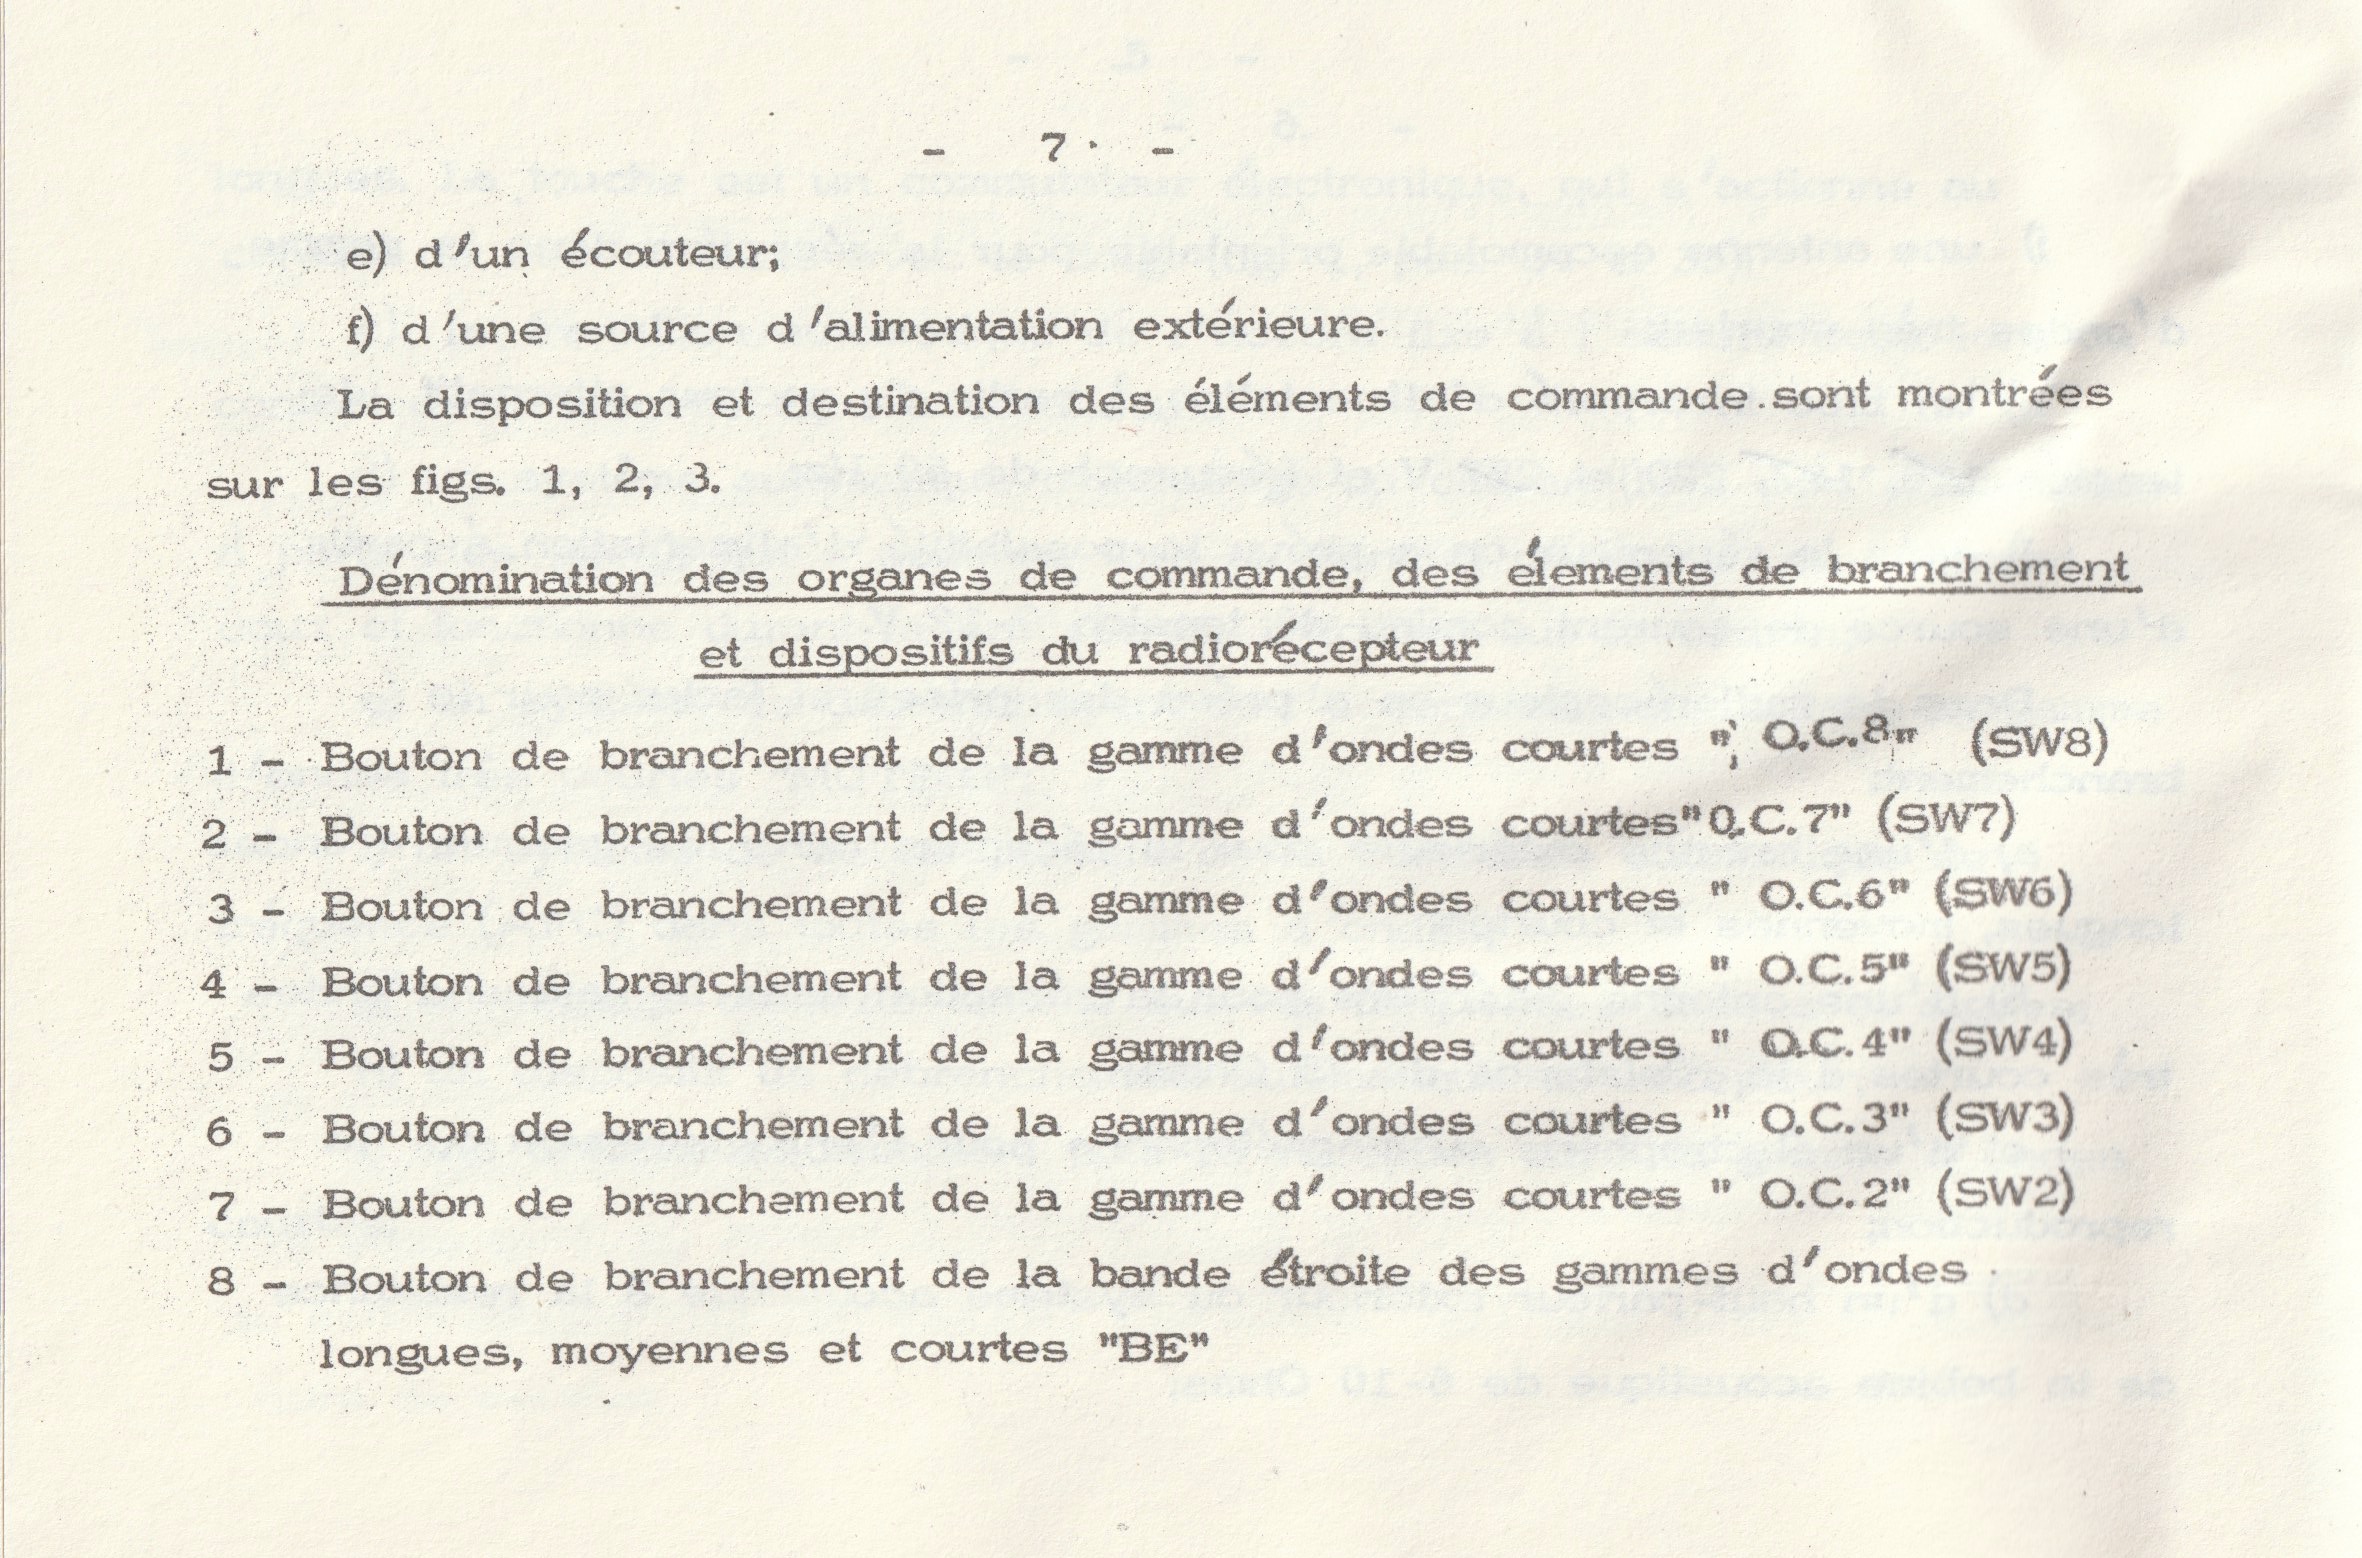 - 7 -
e) d'un écouteur;
f) d'une source d'alimentation extérieure.
La disposition et destination des éléments de commande sont montrées
sur les figs. 1, 2, 3.
Dénomination des organes de commande, des élements de branchement
et dispositifs du radiorécepteur
1 - Bouton de branchement de la gamme d'ondes courtes " O.C.8" (SW8)
2 - Bouton de branchement de la gamme d'ondes courtes"O.C.7" (SW7)
3 - Bouton de branchement de la gamme d'ondes courtes " O.C.6" (SW6)
4 - Bouton de branchement de la gamme d'ondes courtes " O.C.5" (SW5)
5 - Bouton de branchement de la gamme d'ondes courtes " O.C.4" (SW4)
6 - Bouton de branchement de la gamme d'ondes courtes " O.C.3" (SW3)
7 - Bouton de branchement de la gamme d'ondes courtes " O.C.2" (SW2)
8 - Bouton de branchement de la bande étroite des gammes d'ondes
longues, moyennes et courtes "BE"